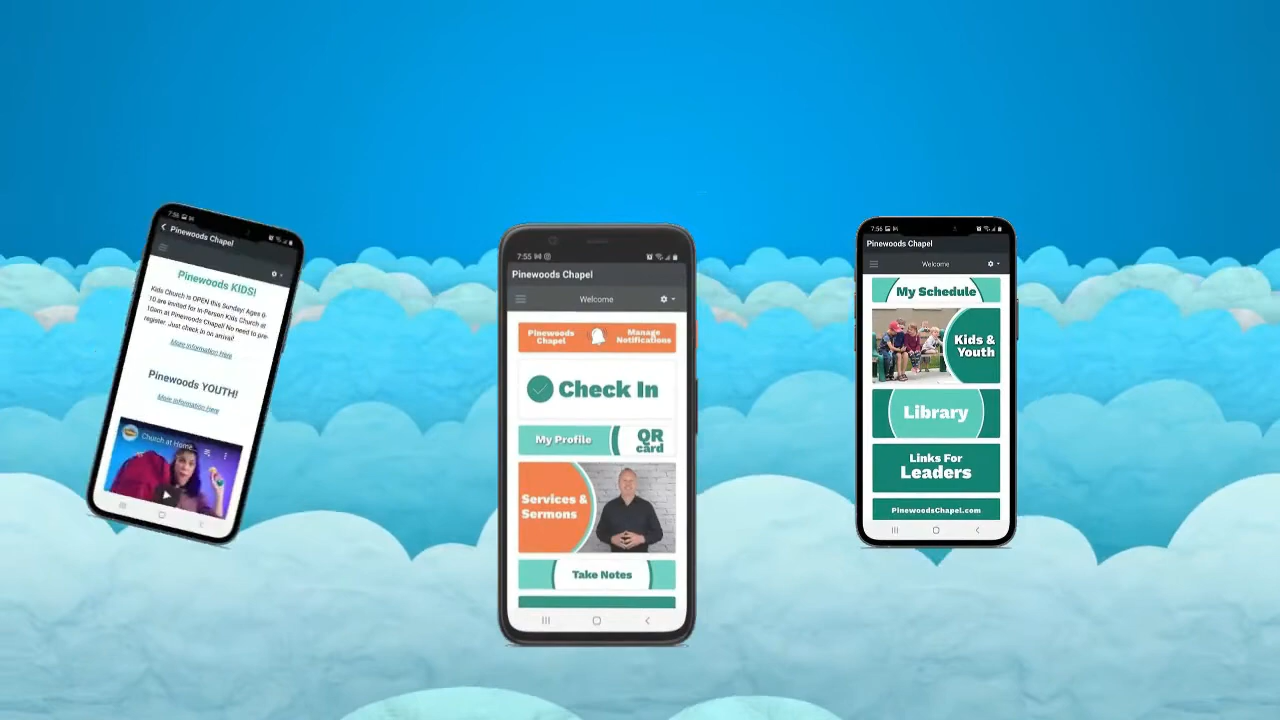 7:56
Pinewoods Chapel
Pinewoods KIDS!
Kids Church is OPEN this Sunday! Ages 0-
10 are invited for In-Person Kids Church at
10am at Pinewoods Chapel! No need to pre-
register. Just check in on arrival!
More Information Here
Pinewoods YOUTH!
More Information Here
Church at Home
7:55
Pinewoods Chapel
Welcome
Pinewoods Chapel
Manage Notifications
Check In
My Profile
QR card
Services &
Sermons
Take Notes
7:56
Pinewoods Chapel
Welcome
My Schedule
Kids &
Youth
Library
Links For
Leaders
PinewoodsChapel.com